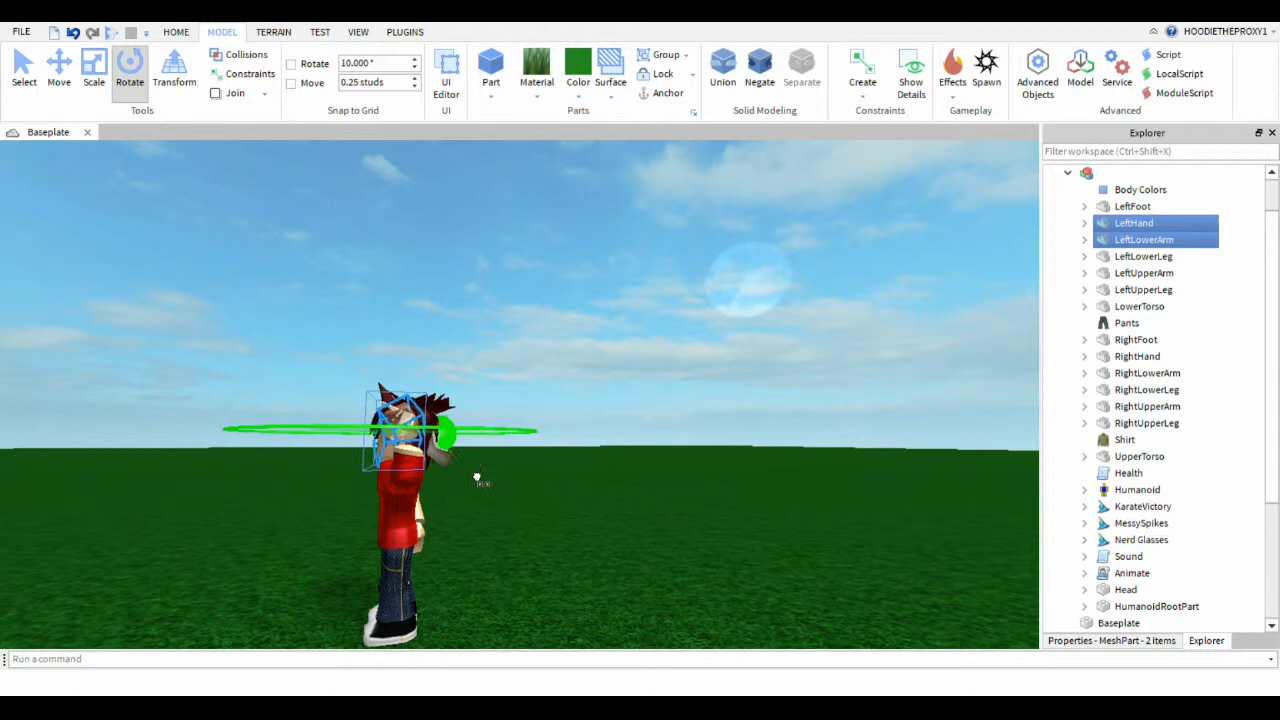 FILE HOME MODEL TERRAIN TEST VIEW PLUGINS HOODIETHEPROXY1
Select Move Scale Rotate Transform
Collisions
Constraints
Join
Tools
Rotate 10.000 °
Move 0.25 studs
Snap to Grid
UI
Editor
UI
Part Material Color Surface
Group
Lock
Anchor
Parts
Union Negate Separate
Solid Modeling
Create Show
Details
Constraints
Effects Spawn
Gameplay
Advanced
Objects
Model Service
Script
LocalScript
ModuleScript
Advanced
Baseplate
Explorer
Filter workspace (Ctrl+Shift+X)
Body Colors
LeftFoot
LeftHand
LeftLowerArm
LeftLowerLeg
LeftUpperArm
LeftUpperLeg
LowerTorso
Pants
RightFoot
RightHand
RightLowerArm
RightLowerLeg
RightUpperArm
RightUpperLeg
Shirt
UpperTorso
Health
Humanoid
KarateVictory
MessySpikes
Nerd Glasses
Sound
Animate
Head
HumanoidRootPart
Baseplate
Properties - MeshPart - 2 items Explorer
Run a command